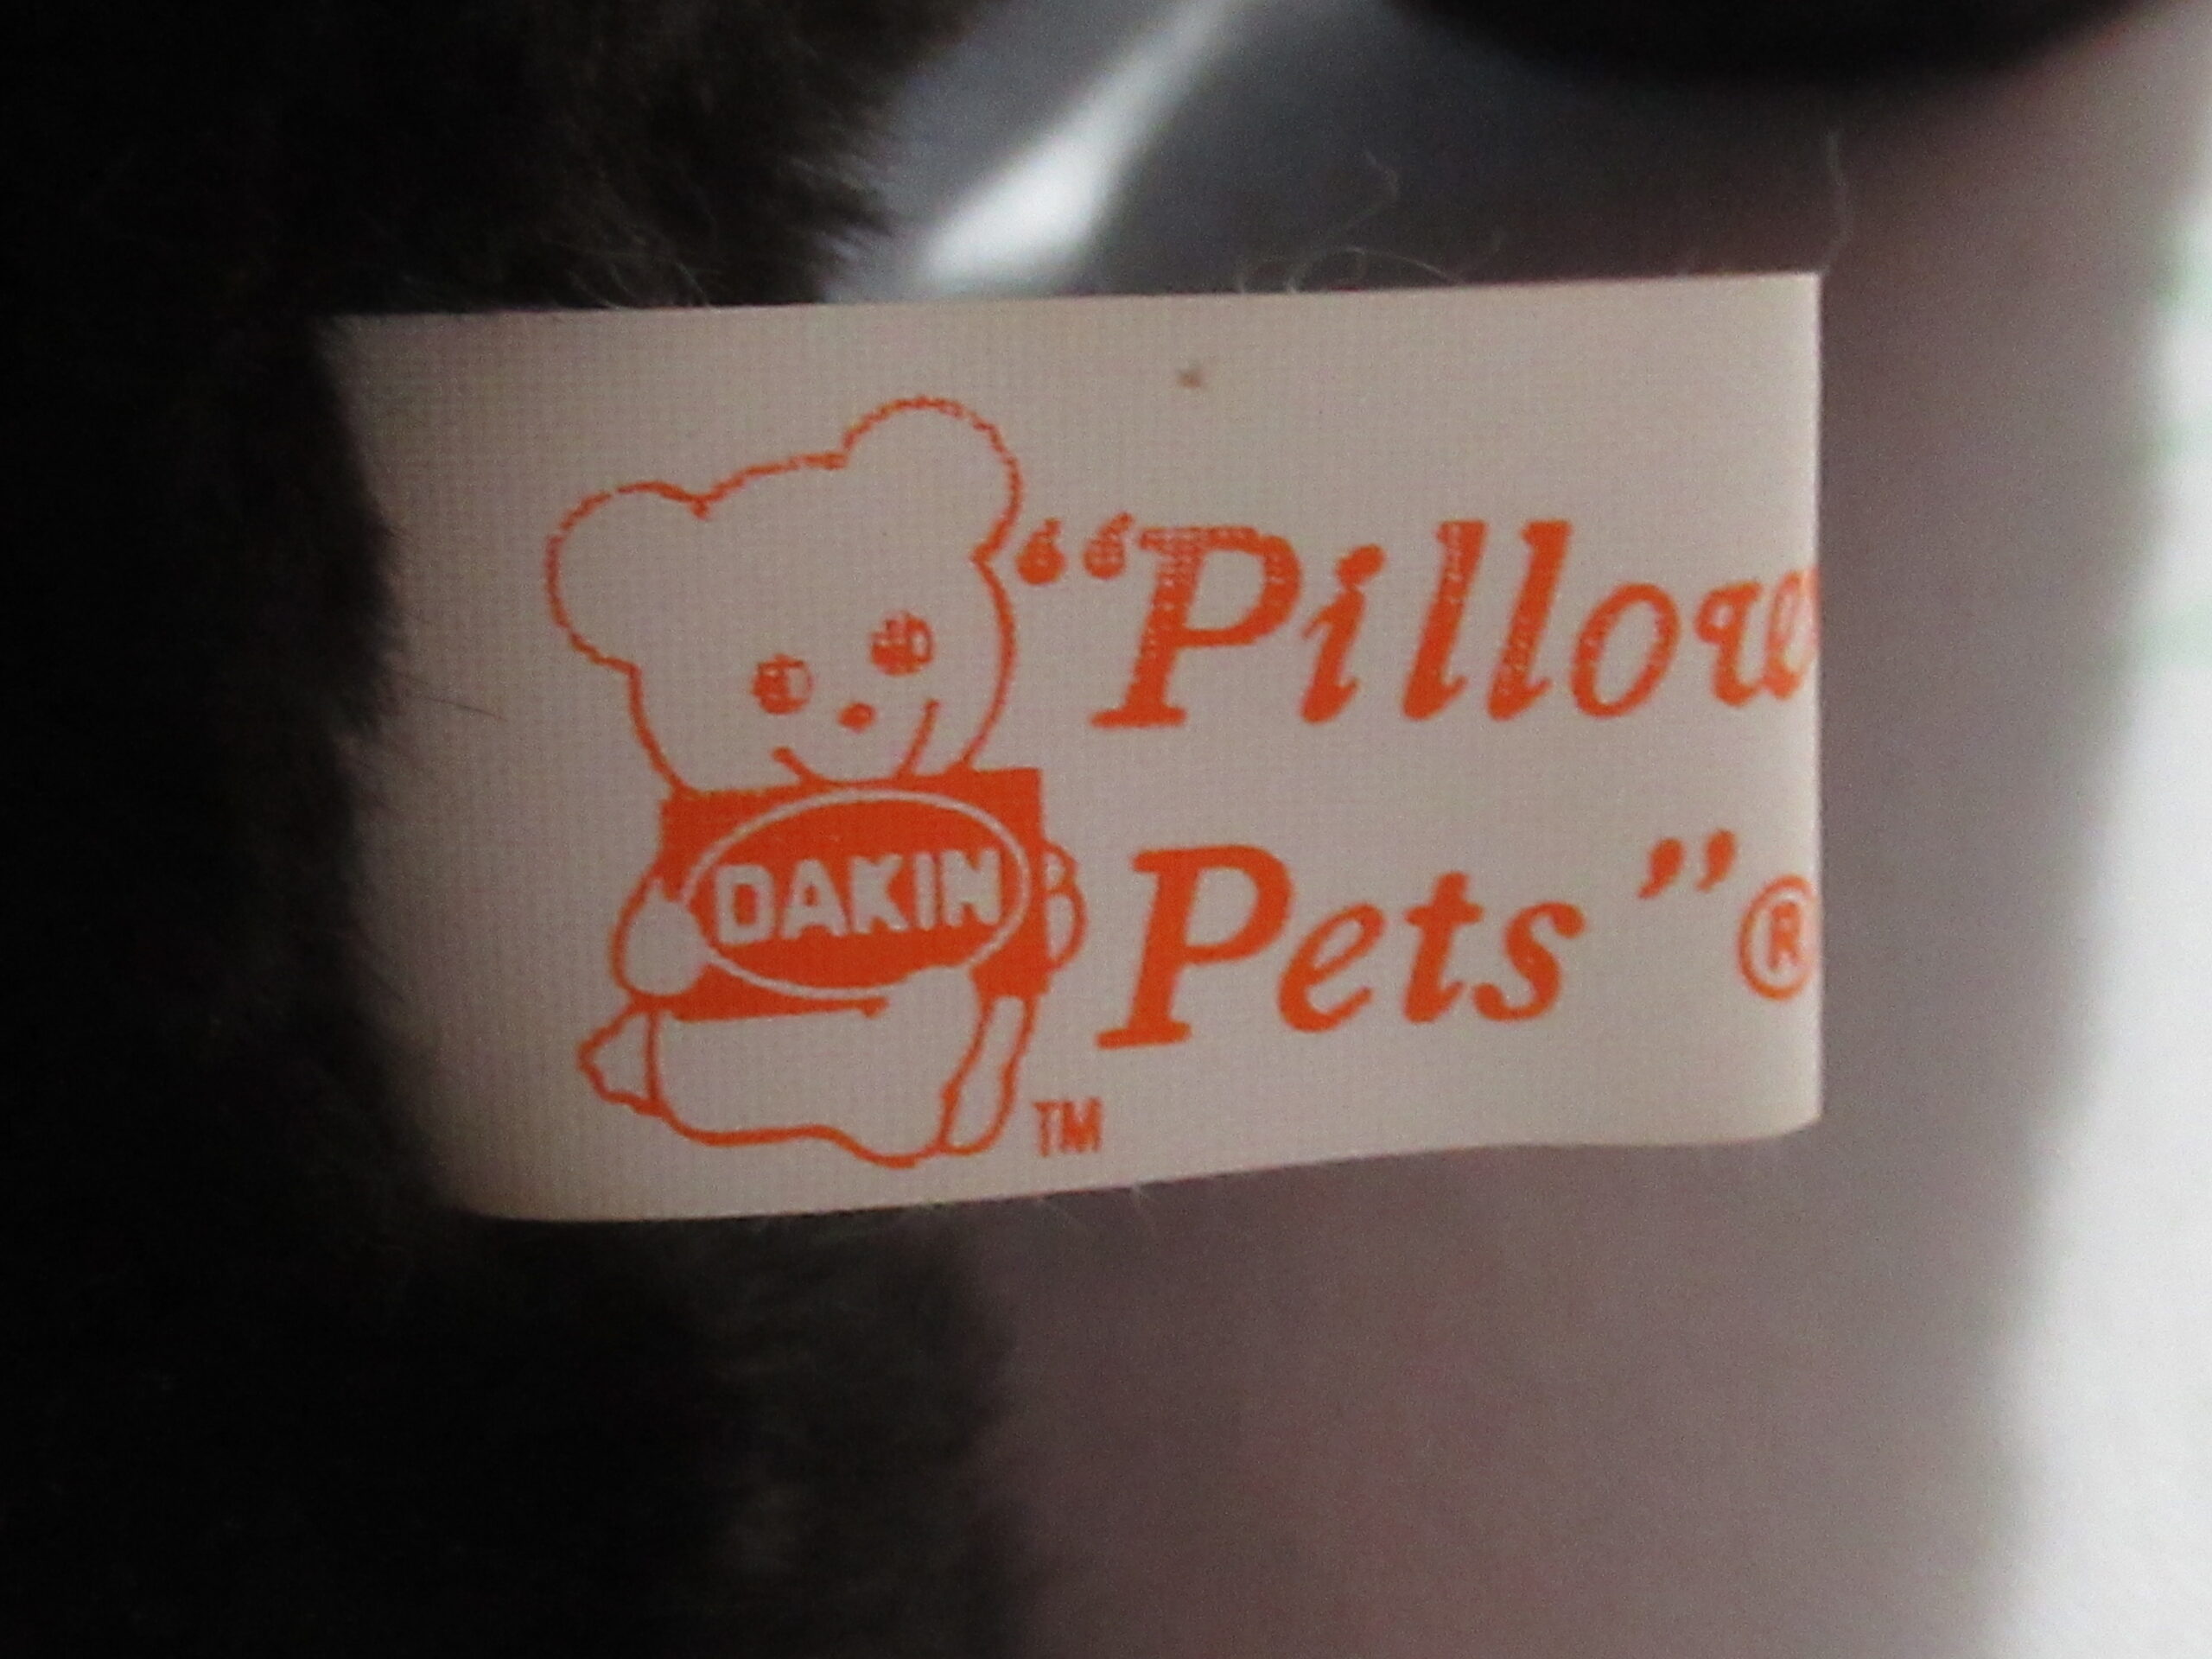 “Pillow
Pets”®
DAKIN
TM